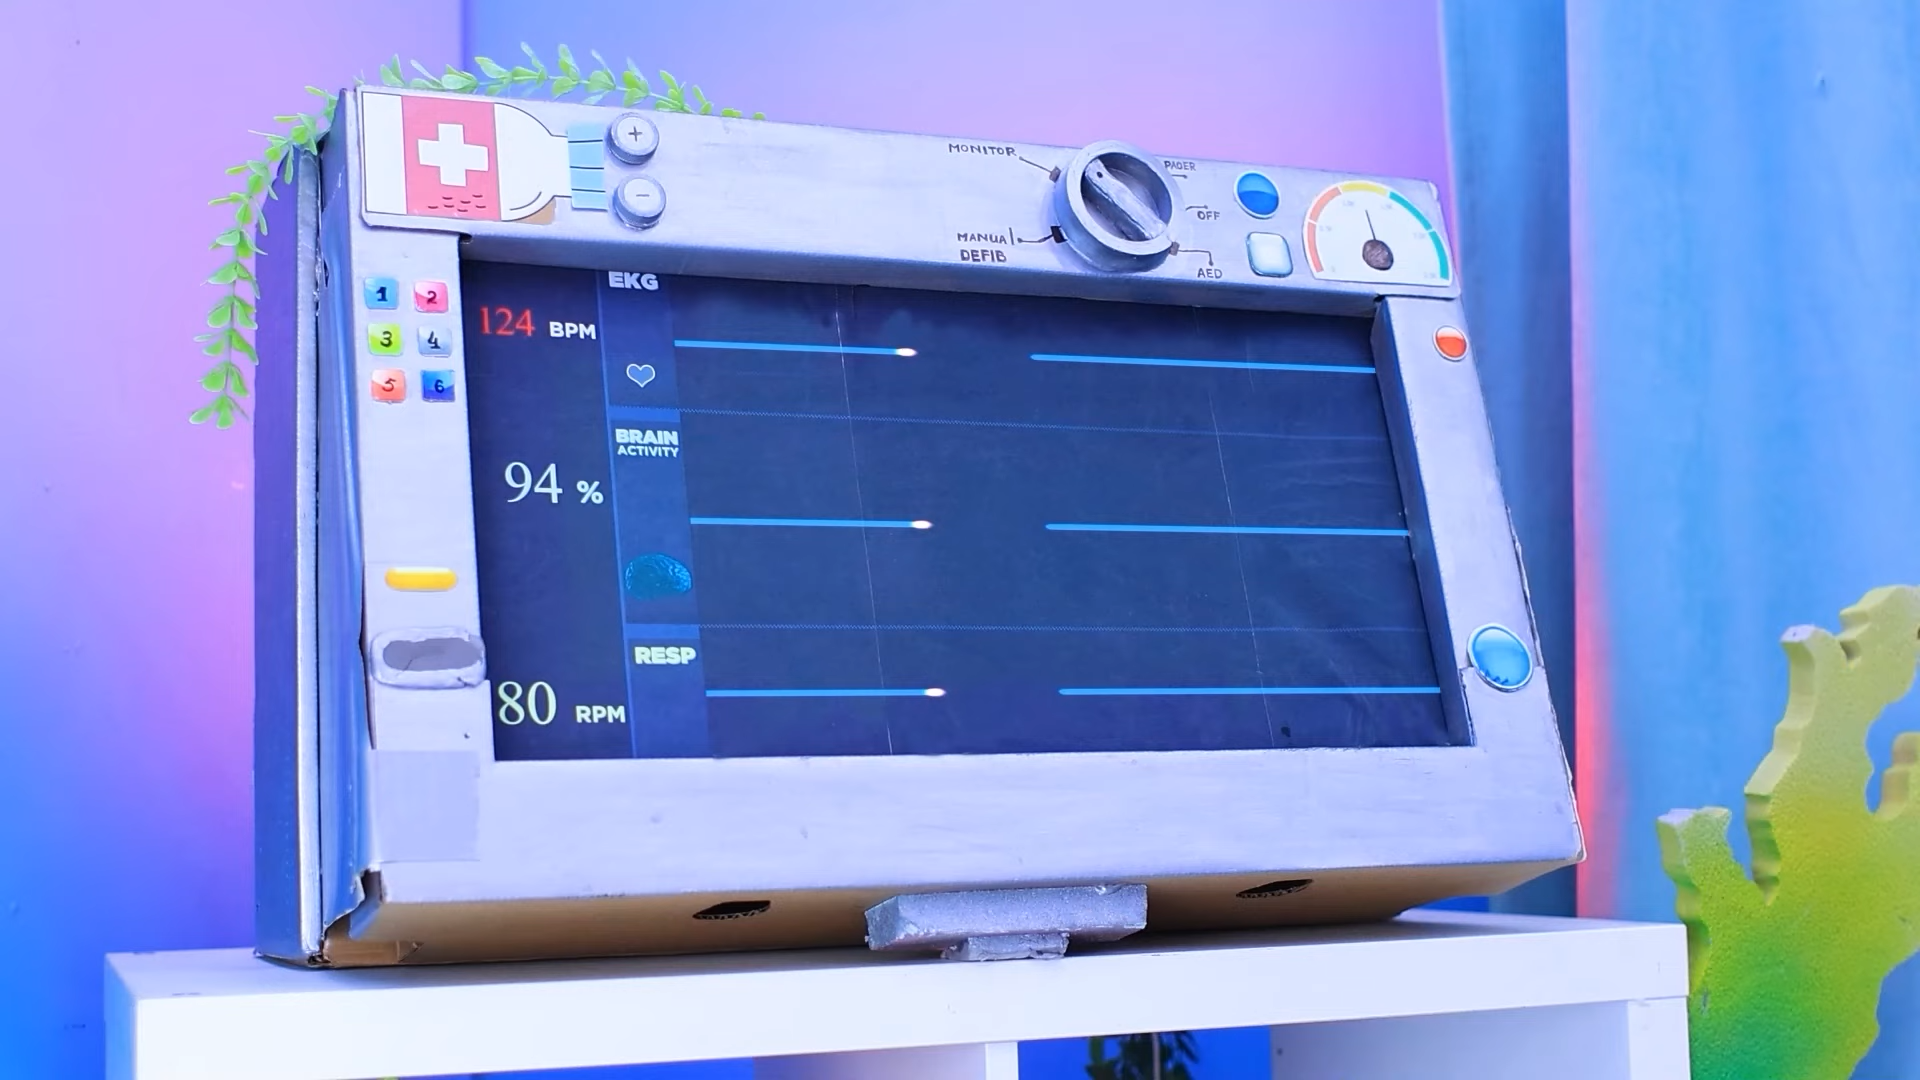 +
−
MONITOR
PADER
OFF
MANUAL
DEFIB
AED
1 2
3 4
5 6
EKG
124 BPM
BRAIN
ACTIVITY
94 %
RESP
80 RPM